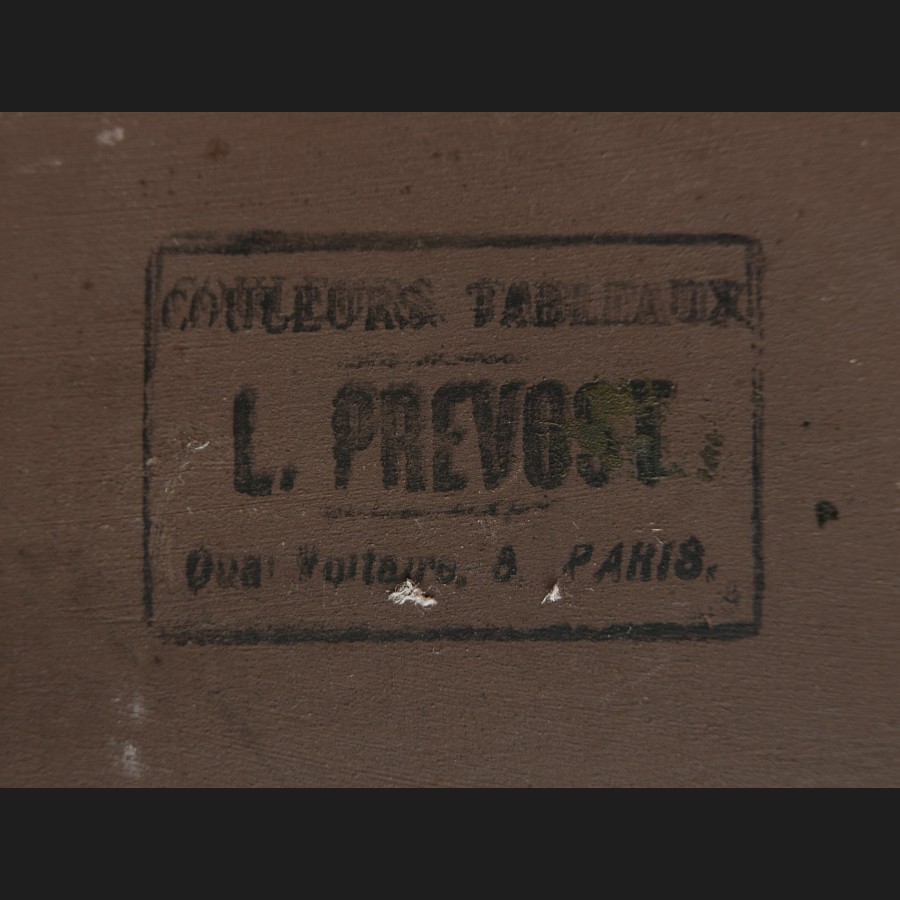 COULEURS TABLEAUX
L. PREVOST.
Quai Voltaire, 8 PARIS.